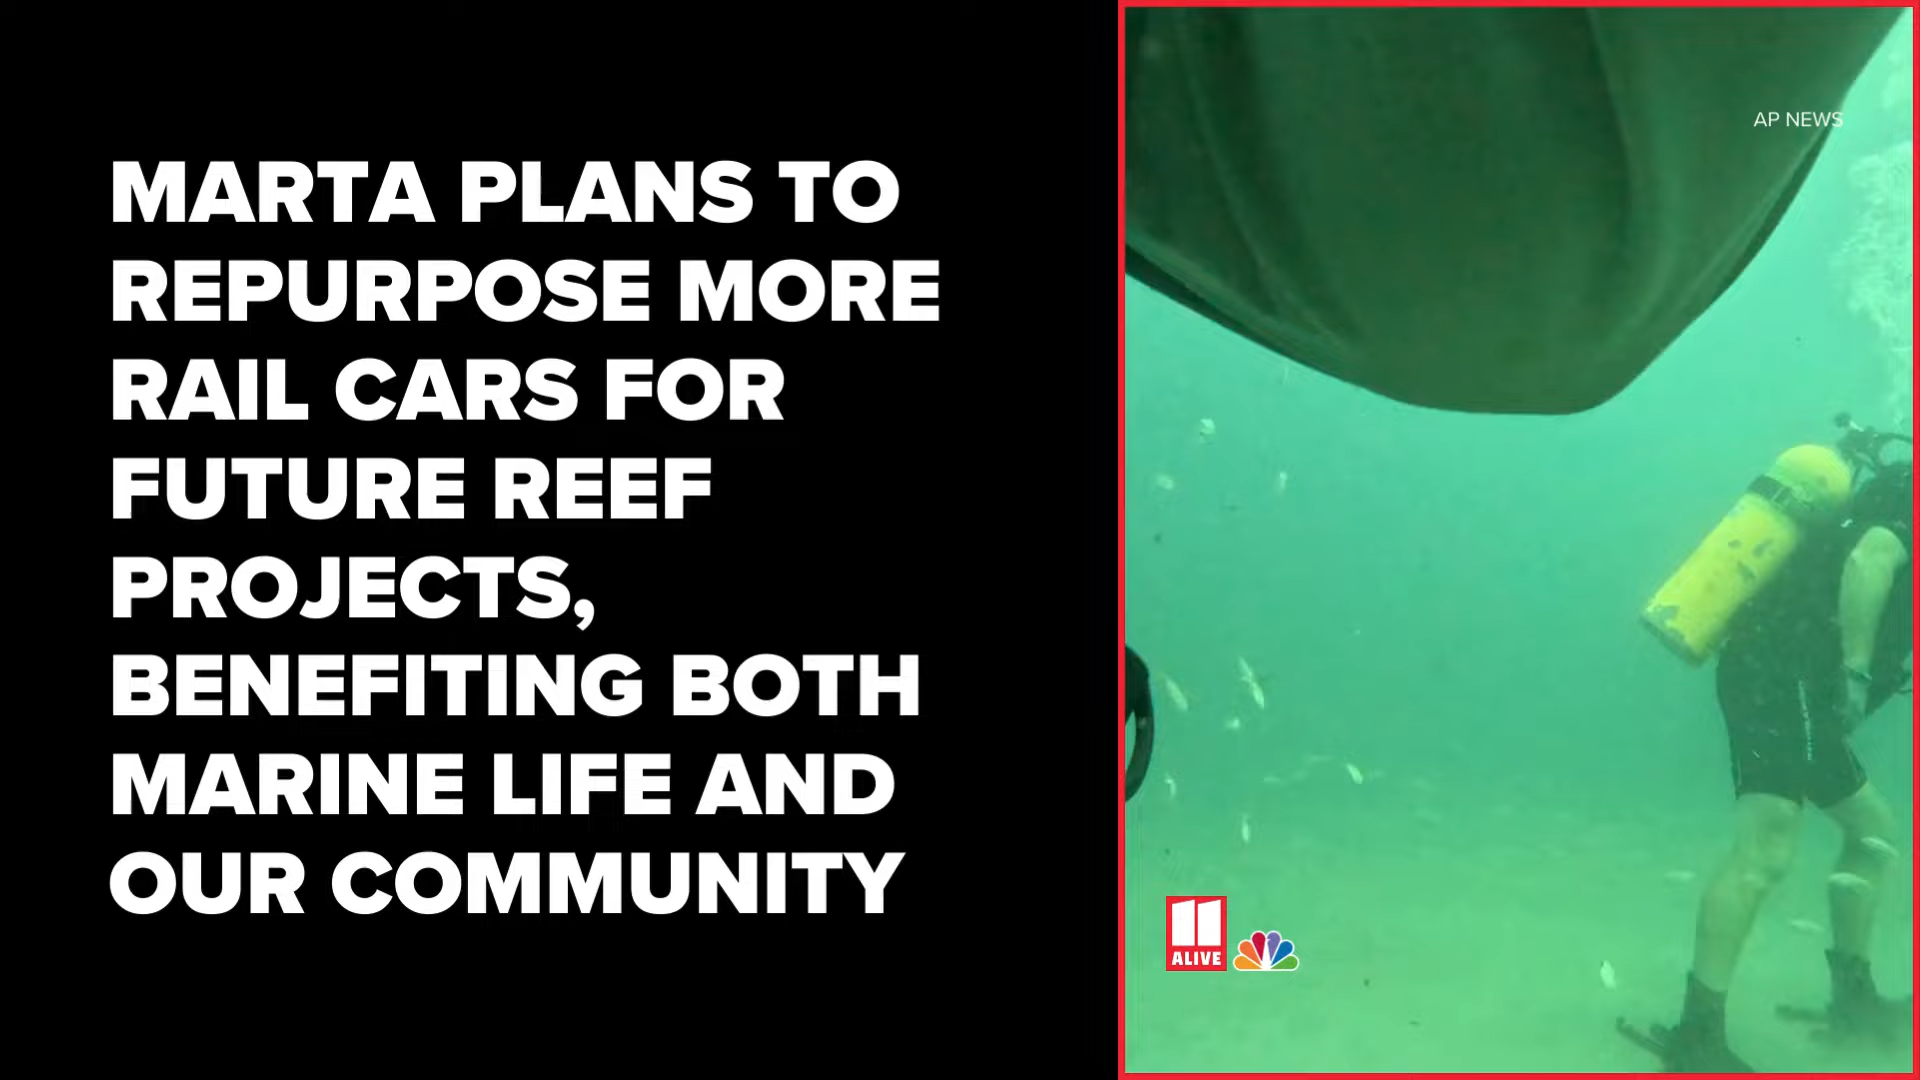 MARTA PLANS TO
REPURPOSE MORE
RAIL CARS FOR
FUTURE REEF
PROJECTS,
BENEFITING BOTH
MARINE LIFE AND
OUR COMMUNITY
AP NEWS
11
ALIVE